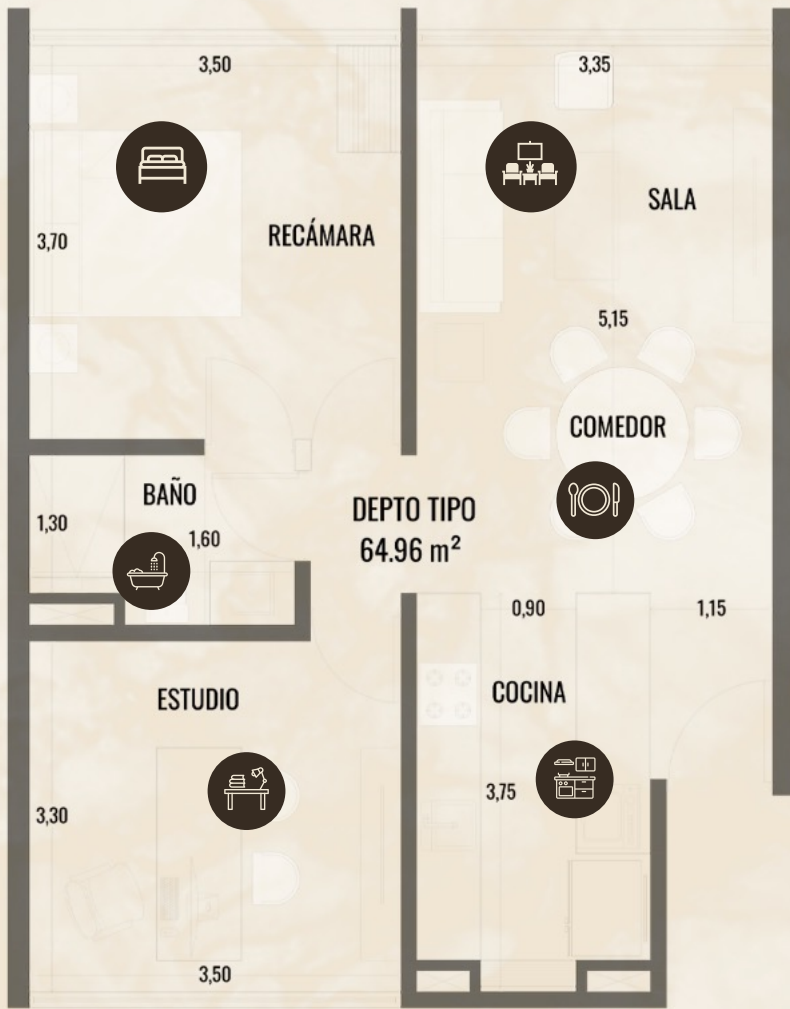 3,50
3,35
SALA
RECÁMARA
3,70
5,15
COMEDOR
BAÑO
DEPTO TIPO
64.96 m²
1,30
1,60
0,90
1,15
ESTUDIO
COCINA
3,75
3,30
3,50